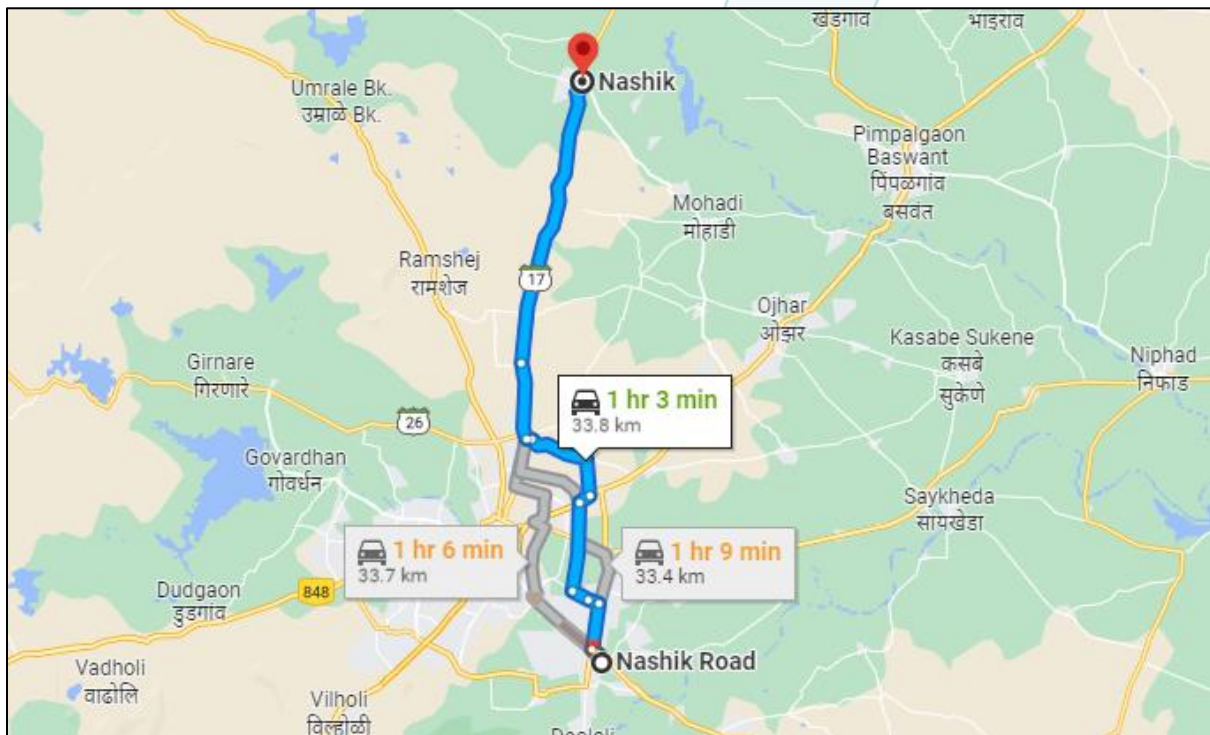 खेडगाव
भाइराव
Nashik
Umrale Bk.
उम्राळे Bk.
Pimpalgaon
Baswant
पिंपळगांव
बसवंत
Mohadi
मोहाडी
Ramshej
रामशेज
17
Ojhar
ओझर
Kasabe Sukene
कसबे
सुकेणे
Niphad
निफाड
Girnare
गिरणारे
1 hr 3 min
33.8 km
26
Govardhan
गोवर्धन
Saykheda
सायखेडा
1 hr 6 min
33.7 km
1 hr 9 min
33.4 km
Dudgaon
डुडगांव
848
Nashik Road
Vadholi
वाढोलि
Vilholi
विल्होळी